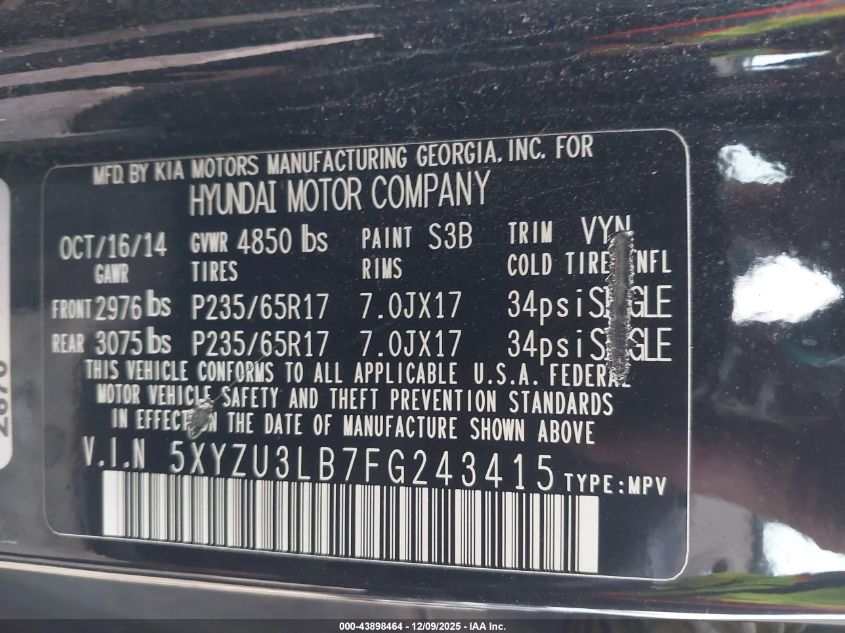 MFD. BY KIA MOTORS MANUFACTURING GEORGIA, INC. FOR
HYUNDAI MOTOR COMPANY
OCT/16/14 GVWR 4850 lbs PAINT S3B TRIM VYN
GAWR TIRES RIMS COLD TIRE INFL
FRONT 2976 lbs P235/65R17 7.0JX17 34psi
REAR 3075 lbs P235/65R17 7.0JX17 34psi
THIS VEHICLE CONFORMS TO ALL APPLICABLE U.S.A. FEDERAL
MOTOR VEHICLE SAFETY AND THEFT PREVENTION STANDARDS
IN EFFECT ON THE DATE OF MANUFACTURE SHOWN ABOVE
V.I.N 5XYZU3LB7FG243415 TYPE:MPV
000-43898464 - 12/09/2025 - IAA Inc.